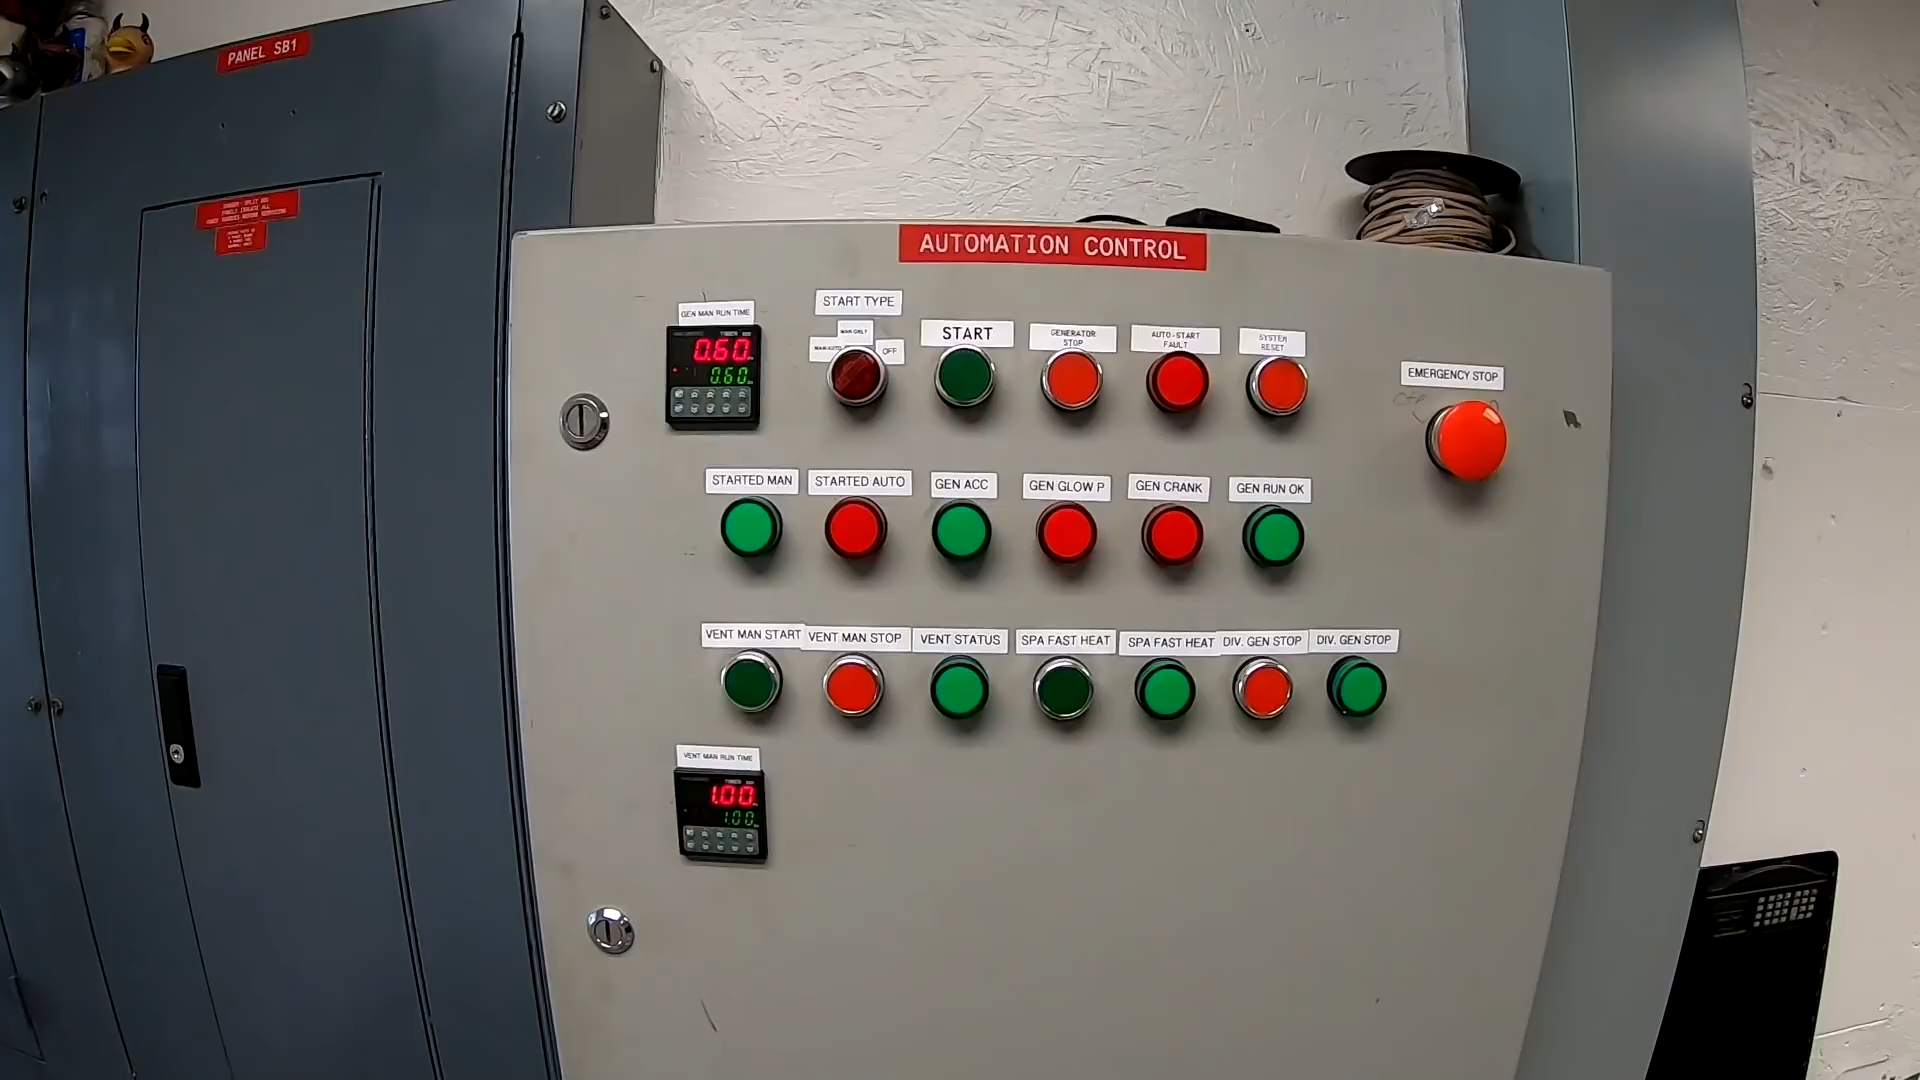 PANEL SB1
AUTOMATION CONTROL
GEN MAN RUN TIME
0.60
0.60
START TYPE
MAN ONLY
MAN/AUTO
OFF
START
GENERATOR
STOP
AUTO-START
FAULT
SYSTEM
RESET
EMERGENCY STOP
STARTED MAN
STARTED AUTO
GEN ACC
GEN GLOW P
GEN CRANK
GEN RUN OK
VENT MAN START
VENT MAN STOP
VENT STATUS
SPA FAST HEAT
SPA FAST HEAT
DIV. GEN STOP
DIV. GEN STOP
VENT MAN RUN TIME
1.00
1.00